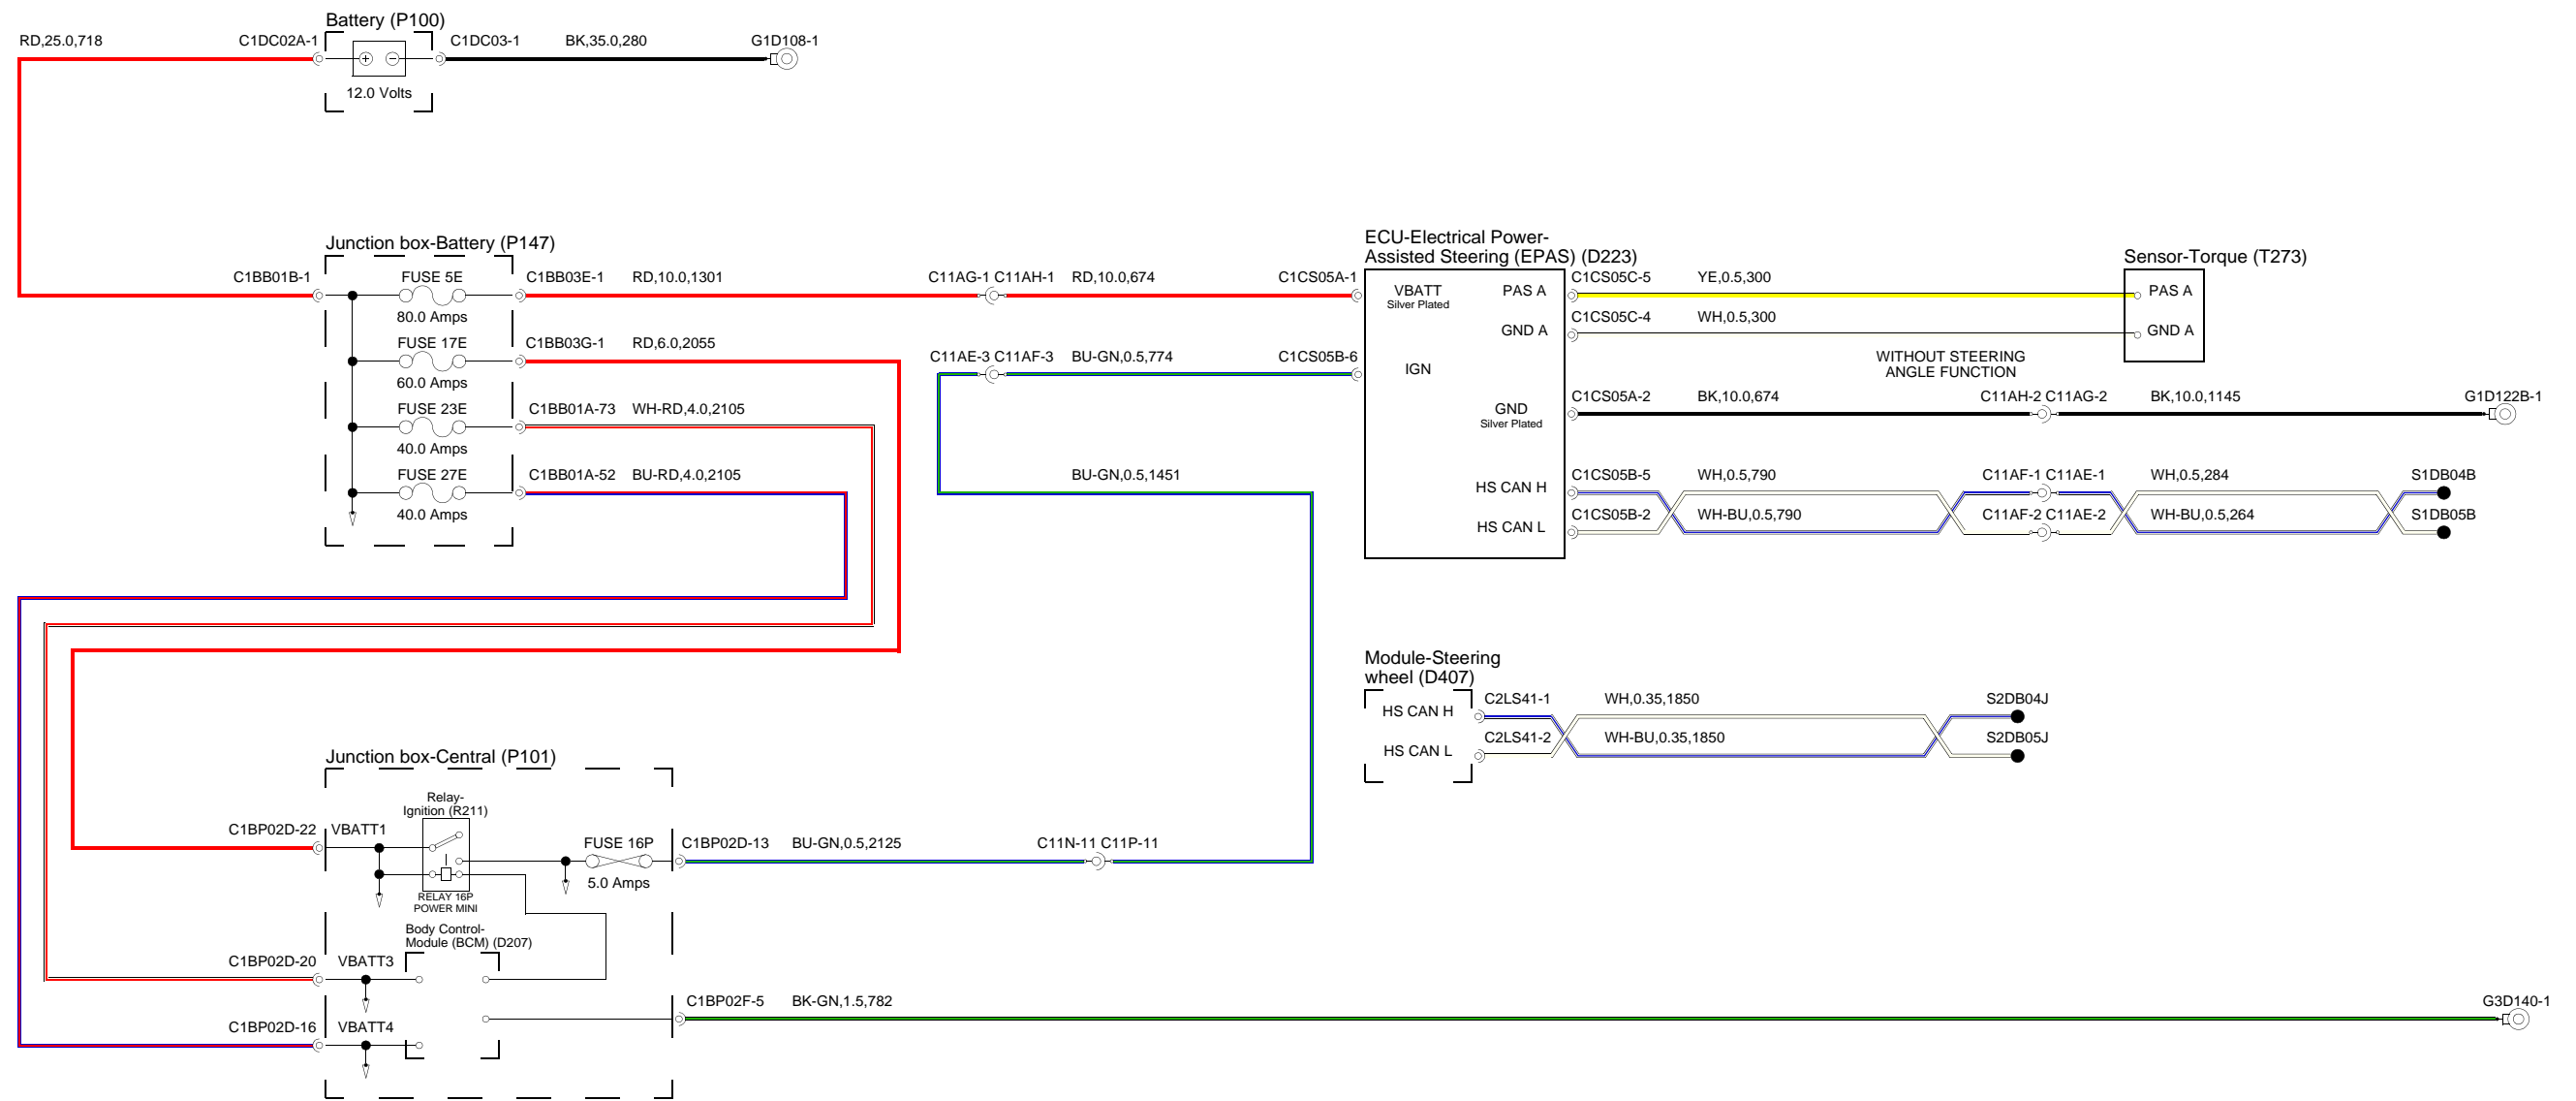 Battery (P100)
RD,25.0,718
C1DC02A-1
C1DC03-1
BK,35.0,280
G1D108-1
12.0 Volts
Junction box-Battery (P147)
C1BB01B-1
FUSE 5E
80.0 Amps
C1BB03E-1
RD,10.0,1301
C11AG-1 C11AH-1
RD,10.0,674
C1CS05A-1
FUSE 17E
60.0 Amps
C1BB03G-1
RD,6.0,2055
FUSE 23E
40.0 Amps
C1BB01A-73
WH-RD,4.0,2105
FUSE 27E
40.0 Amps
C1BB01A-52
BU-RD,4.0,2105
C11AE-3 C11AF-3
BU-GN,0.5,774
C1CS05B-6
BU-GN,0.5,1451
ECU-Electrical Power-
Assisted Steering (EPAS) (D223)
VBATT
Silver Plated
IGN
PAS A
GND A
GND
Silver Plated
HS CAN H
HS CAN L
C1CS05C-5
YE,0.5,300
C1CS05C-4
WH,0.5,300
Sensor-Torque (T273)
PAS A
GND A
WITHOUT STEERING
ANGLE FUNCTION
C1CS05A-2
BK,10.0,674
C11AH-2 C11AG-2
BK,10.0,1145
G1D122B-1
C1CS05B-5
WH,0.5,790
C11AF-1 C11AE-1
WH,0.5,284
S1DB04B
C1CS05B-2
WH-BU,0.5,790
C11AF-2 C11AE-2
WH-BU,0.5,264
S1DB05B
Module-Steering
wheel (D407)
HS CAN H
C2LS41-1
WH,0.35,1850
S2DB04J
HS CAN L
C2LS41-2
WH-BU,0.35,1850
S2DB05J
Junction box-Central (P101)
Relay-
Ignition (R211)
C1BP02D-22
VBATT1
RELAY 16P
POWER MINI
FUSE 16P
5.0 Amps
C1BP02D-13
BU-GN,0.5,2125
C11N-11 C11P-11
Body Control-
Module (BCM) (D207)
C1BP02D-20
VBATT3
C1BP02D-16
VBATT4
C1BP02F-5
BK-GN,1.5,782
G3D140-1